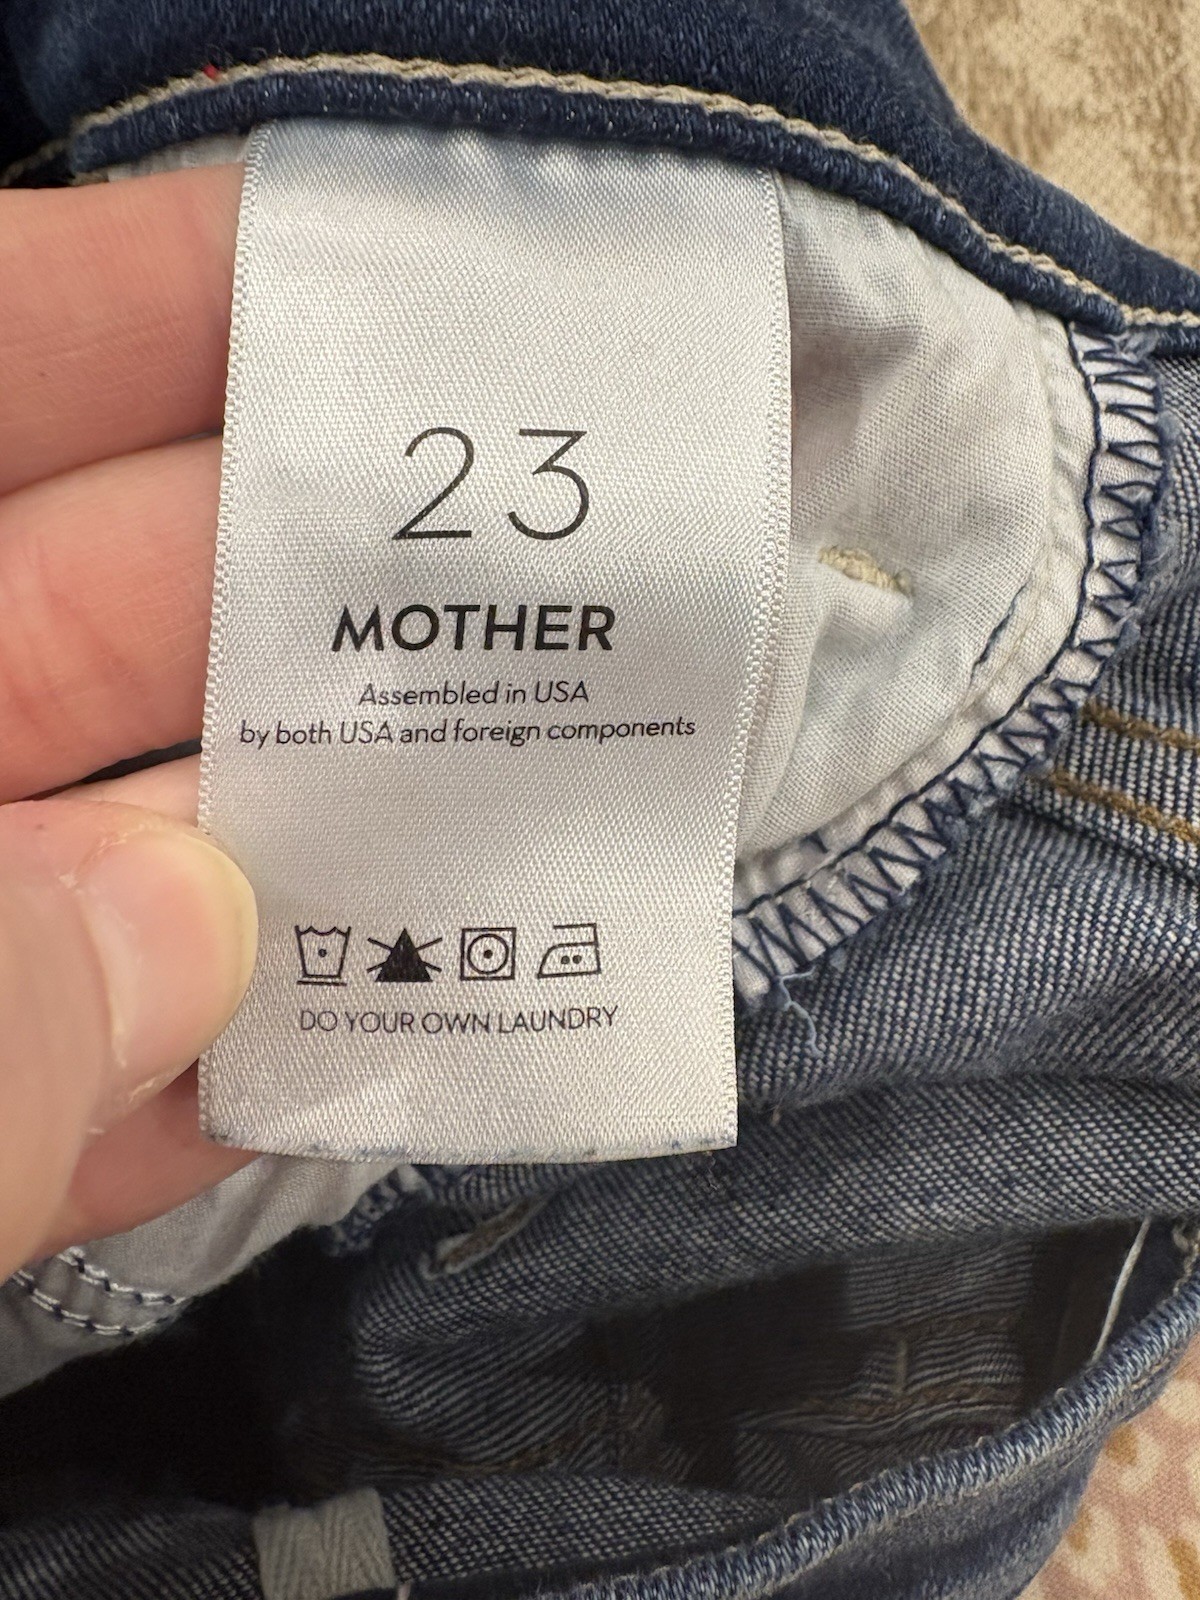 23
MOTHER
Assembled in USA
by both USA and foreign components
DO YOUR OWN LAUNDRY